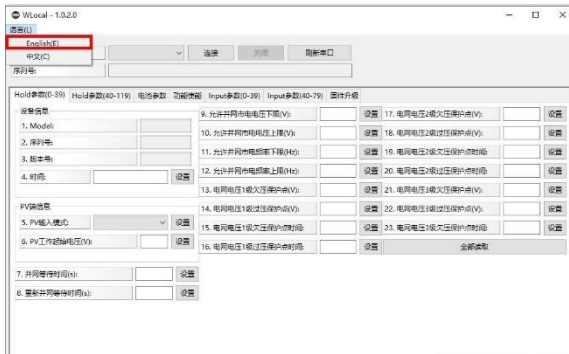 WLocal - 1.0.2.0
语言(L)
English(E)
中文(C)
连接 关闭 刷新串口
序列号:
Hold参数(0-39) Hold参数(40-119) 电池参数 功能使能 Input参数(0-39) Input参数(40-79) 固件升级
设备信息
1. Model:
2. 序列号:
3. 版本号:
4. 时间: 设置
PV端信息
5. PV输入模式: 设置
6. PV工作起始电压(V): 设置
7. 并网等待时间(s): 设置
8. 重新并网等待时间(s): 设置
9. 允许并网市电电压下限(V): 设置
10. 允许并网市电电压上限(V): 设置
11. 允许并网市电频率下限(Hz): 设置
12. 允许并网市电频率上限(Hz): 设置
13. 电网电压1级欠压保护点(V): 设置
14. 电网电压1级过压保护点(V): 设置
15. 电网电压1级欠压保护点时间: 设置
16. 电网电压1级过压保护点时间: 设置
17. 电网电压2级欠压保护点(V): 设置
18. 电网电压2级过压保护点(V): 设置
19. 电网电压2级欠压保护点时间: 设置
20. 电网电压2级过压保护点时间: 设置
21. 电网电压3级欠压保护点(V): 设置
22. 电网电压3级过压保护点(V): 设置
23. 电网电压3级欠压保护点时间: 设置
全部读取